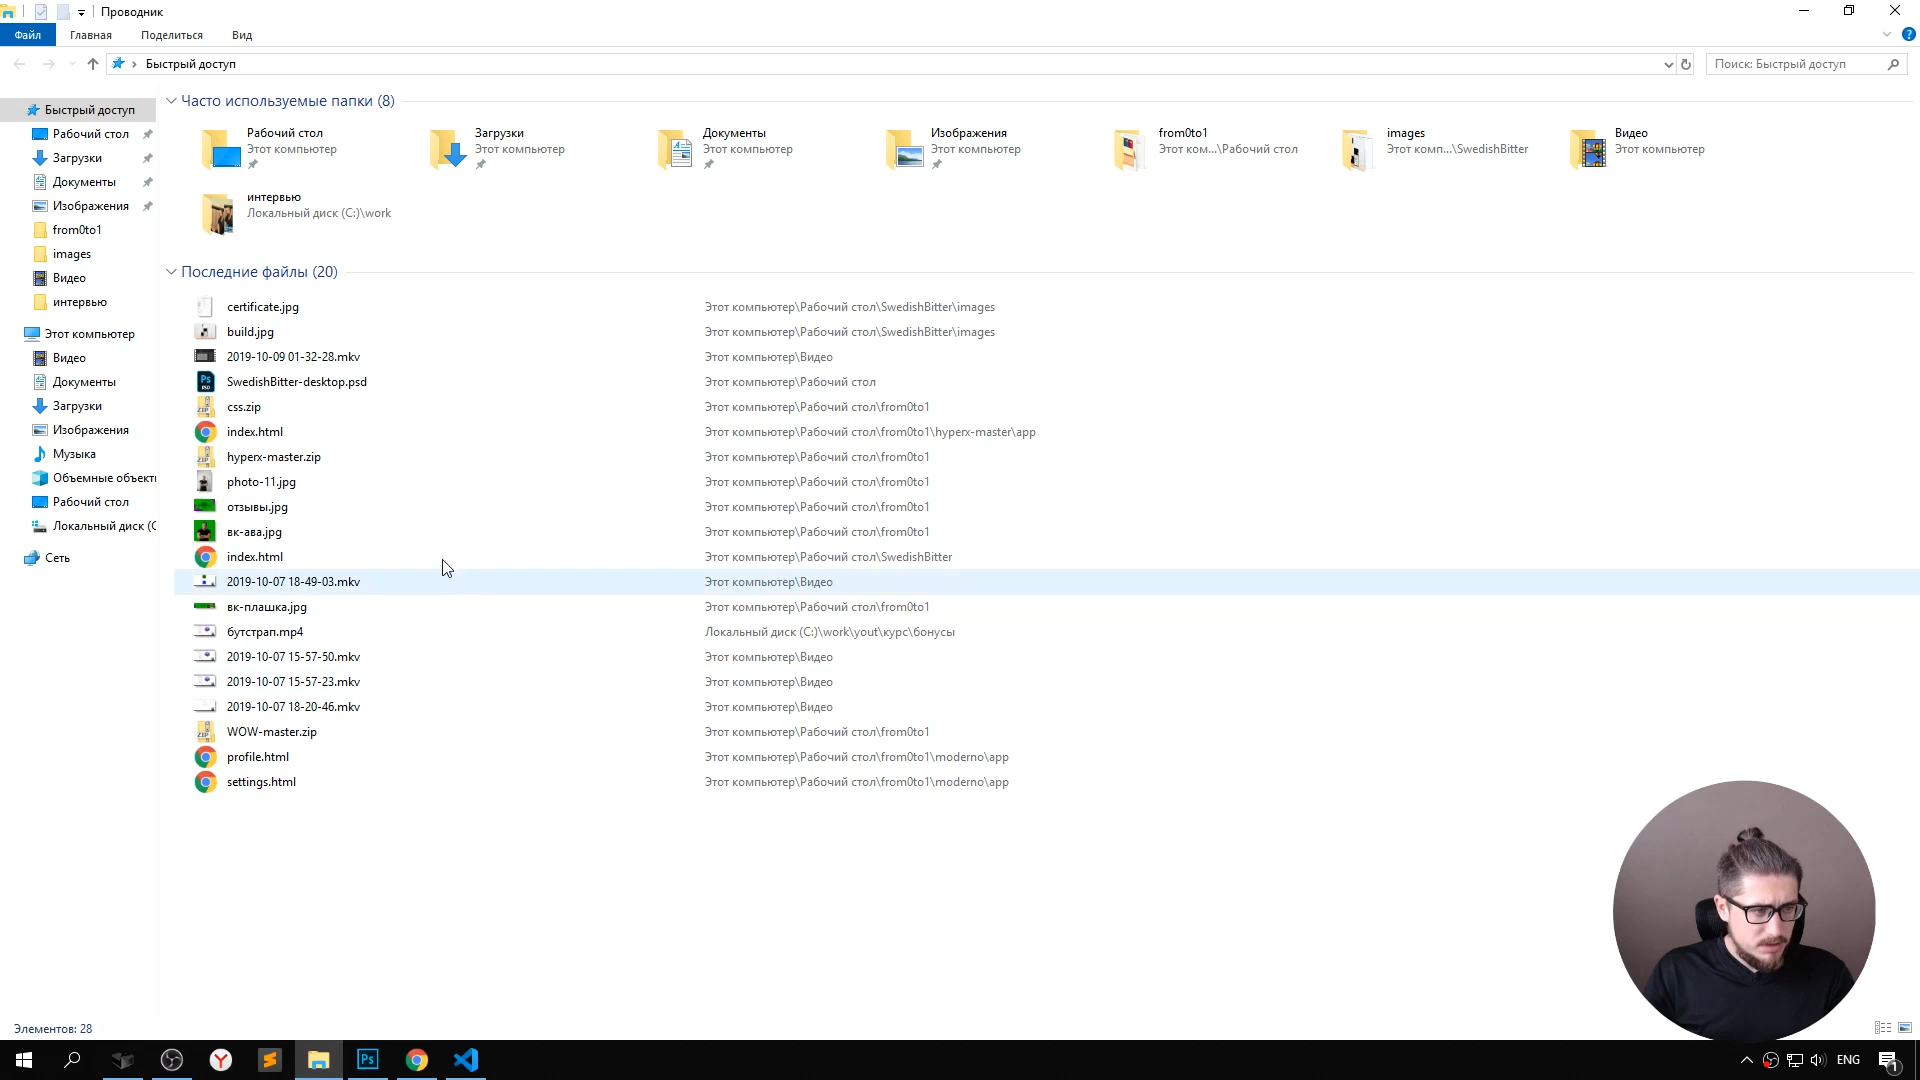 Проводник
Файл Главная Поделиться Вид
Быстрый доступ
Поиск: Быстрый доступ
Быстрый доступ
Рабочий стол
Загрузки
Документы
Изображения
from0to1
images
Видео
интервью
Этот компьютер
Видео
Документы
Загрузки
Изображения
Музыка
Объемные объекты
Рабочий стол
Локальный диск (C
Сеть
Часто используемые папки (8)
Рабочий стол
Этот компьютер
Загрузки
Этот компьютер
Документы
Этот компьютер
Изображения
Этот компьютер
from0to1
Этот ком...\Рабочий стол
images
Этот комп...\SwedishBitter
Видео
Этот компьютер
интервью
Локальный диск (C:)\work
Последние файлы (20)
certificate.jpg Этот компьютер\Рабочий стол\SwedishBitter\images
build.jpg Этот компьютер\Рабочий стол\SwedishBitter\images
2019-10-09 01-32-28.mkv Этот компьютер\Видео
SwedishBitter-desktop.psd Этот компьютер\Рабочий стол
css.zip Этот компьютер\Рабочий стол\from0to1
index.html Этот компьютер\Рабочий стол\from0to1\hyperx-master\app
hyperx-master.zip Этот компьютер\Рабочий стол\from0to1
photo-11.jpg Этот компьютер\Рабочий стол\from0to1
отзывы.jpg Этот компьютер\Рабочий стол\from0to1
вк-ава.jpg Этот компьютер\Рабочий стол\from0to1
index.html Этот компьютер\Рабочий стол\SwedishBitter
2019-10-07 18-49-03.mkv Этот компьютер\Видео
вк-плашка.jpg Этот компьютер\Рабочий стол\from0to1
бутстрап.mp4 Локальный диск (C:)\work\yout\курс\бонусы
2019-10-07 15-57-50.mkv Этот компьютер\Видео
2019-10-07 15-57-23.mkv Этот компьютер\Видео
2019-10-07 18-20-46.mkv Этот компьютер\Видео
WOW-master.zip Этот компьютер\Рабочий стол\from0to1
profile.html Этот компьютер\Рабочий стол\from0to1\moderno\app
settings.html Этот компьютер\Рабочий стол\from0to1\moderno\app
Элементов: 28
ENG
1